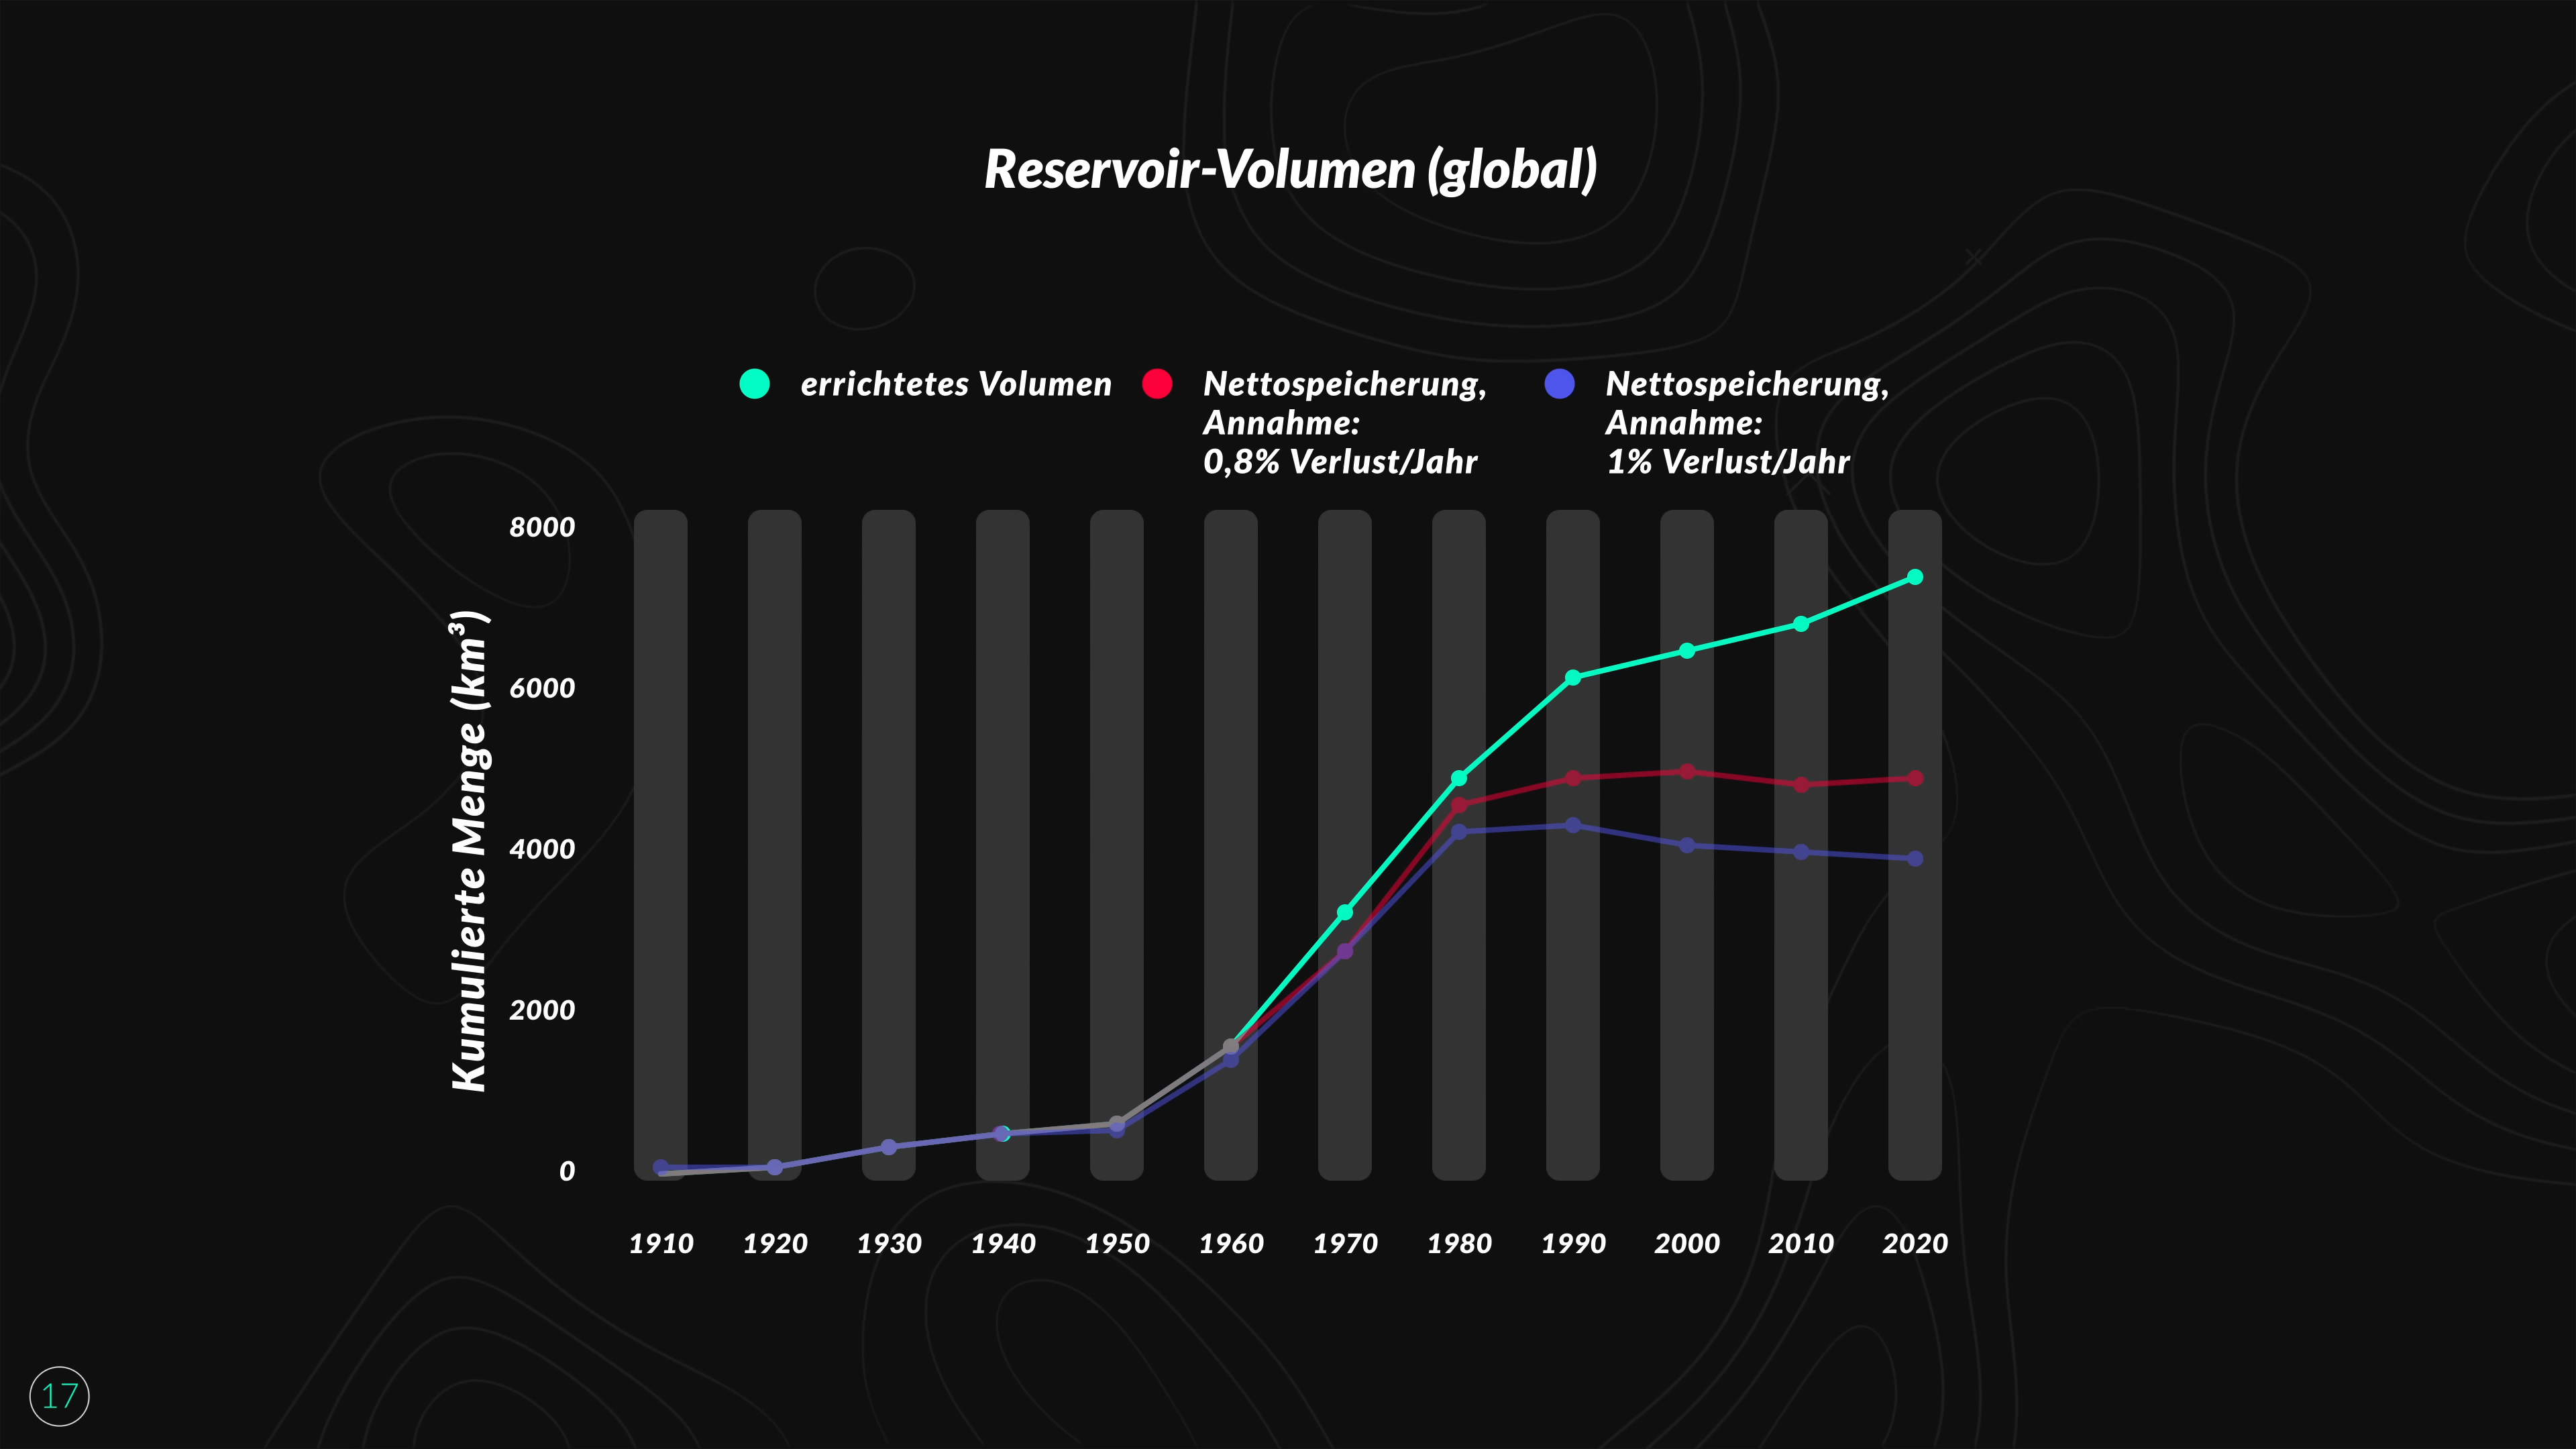 Reservoir-Volumen (global)
errichtetes Volumen
Nettospeicherung,
Annahme:
0,8% Verlust/Jahr
Nettospeicherung,
Annahme:
1% Verlust/Jahr
Kumulierte Menge (km³)
8000
6000
4000
2000
0
1910 1920 1930 1940 1950 1960 1970 1980 1990 2000 2010 2020
17